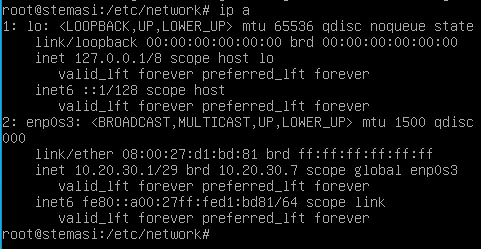 root@stemasi:/etc/network# ip a
1: lo: <LOOPBACK,UP,LOWER_UP> mtu 65536 qdisc noqueue state
link/loopback 00:00:00:00:00:00 brd 00:00:00:00:00:00
inet 127.0.0.1/8 scope host lo
valid_lft forever preferred_lft forever
inet6 ::1/128 scope host
valid_lft forever preferred_lft forever
2: enp0s3: <BROADCAST,MULTICAST,UP,LOWER_UP> mtu 1500 qdisc
000
link/ether 08:00:27:d1:bd:81 brd ff:ff:ff:ff:ff:ff
inet 10.20.30.1/29 brd 10.20.30.7 scope global enp0s3
valid_lft forever preferred_lft forever
inet6 fe80::a00:27ff:fed1:bd81/64 scope link
valid_lft forever preferred_lft forever
root@stemasi:/etc/network#